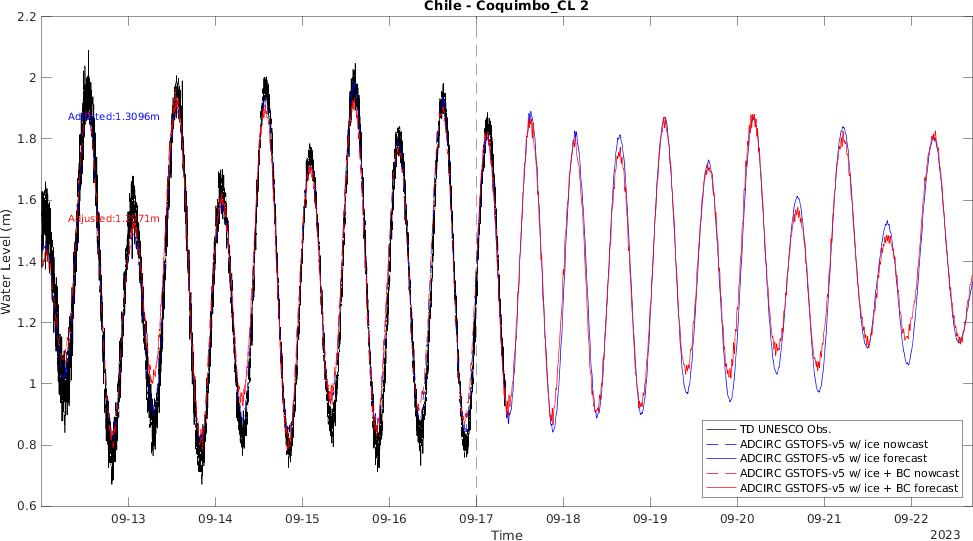 Chile - Coquimbo_CL 2
2.2
2
1.8
1.6
1.4
1.2
1
0.8
0.6
Water Level (m)
Adjusted:1.3096m
TD UNESCO Obs.
ADCIRC GSTOFS-v5 w/ ice nowcast
ADCIRC GSTOFS-v5 w/ ice forecast
ADCIRC GSTOFS-v5 w/ ice + BC nowcast
ADCIRC GSTOFS-v5 w/ ice + BC forecast
09-13 09-14 09-15 09-16 09-17 09-18 09-19 09-20 09-21 09-22
Time
2023